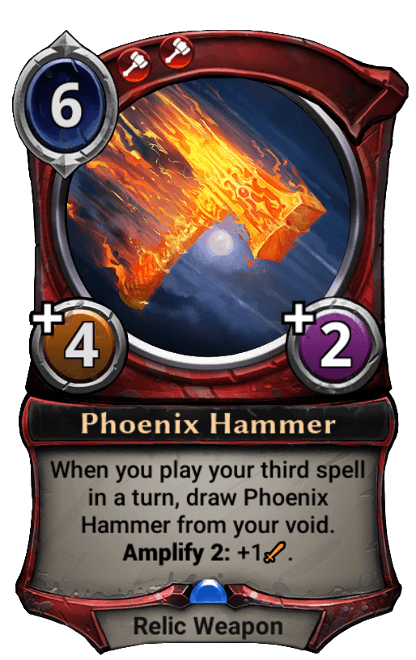 6
+4
+2
Phoenix Hammer
When you play your third spell
in a turn, draw Phoenix
Hammer from your void.
Amplify 2: +1.
Relic Weapon